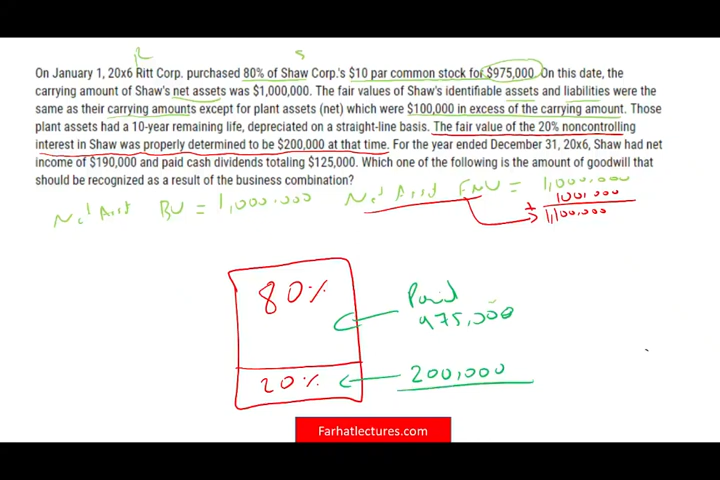 R
S
On January 1, 20x6 Ritt Corp. purchased 80% of Shaw Corp.'s $10 par common stock for $975,000. On this date, the
carrying amount of Shaw's net assets was $1,000,000. The fair values of Shaw's identifiable assets and liabilities were the
same as their carrying amounts except for plant assets (net) which were $100,000 in excess of the carrying amount. Those
plant assets had a 10-year remaining life, depreciated on a straight-line basis. The fair value of the 20% noncontrolling
interest in Shaw was properly determined to be $200,000 at that time. For the year ended December 31, 20x6, Shaw had net
income of $190,000 and paid cash dividends totaling $125,000. Which one of the following is the amount of goodwill that
should be recognized as a result of the business combination?
Net Asset BV = 1,000.000 Net Asset FMV = 1,000.000
+ 100,000
1,100.000
80%
Paid
975,000
20% 200,000
Farhatlectures.com